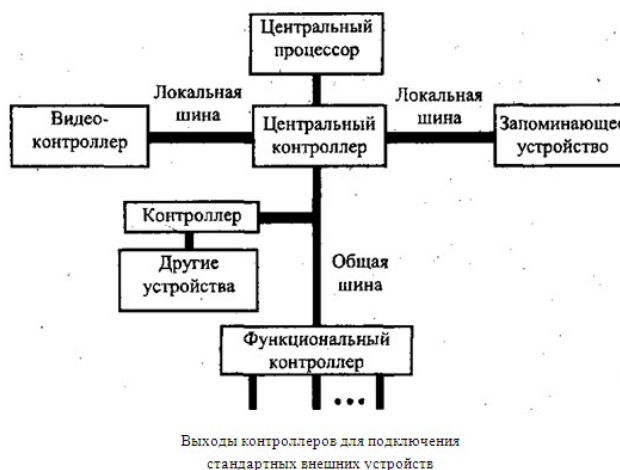 Центральный
процессор
Локальная
шина
Локальная
шина
Видео-
контроллер
Центральный
контроллер
Запоминающее
устройство
Контроллер
Другие
устройства
Общая
шина
Функциональный
контроллер
Выходы контроллеров для подключения
стандартных внешних устройств